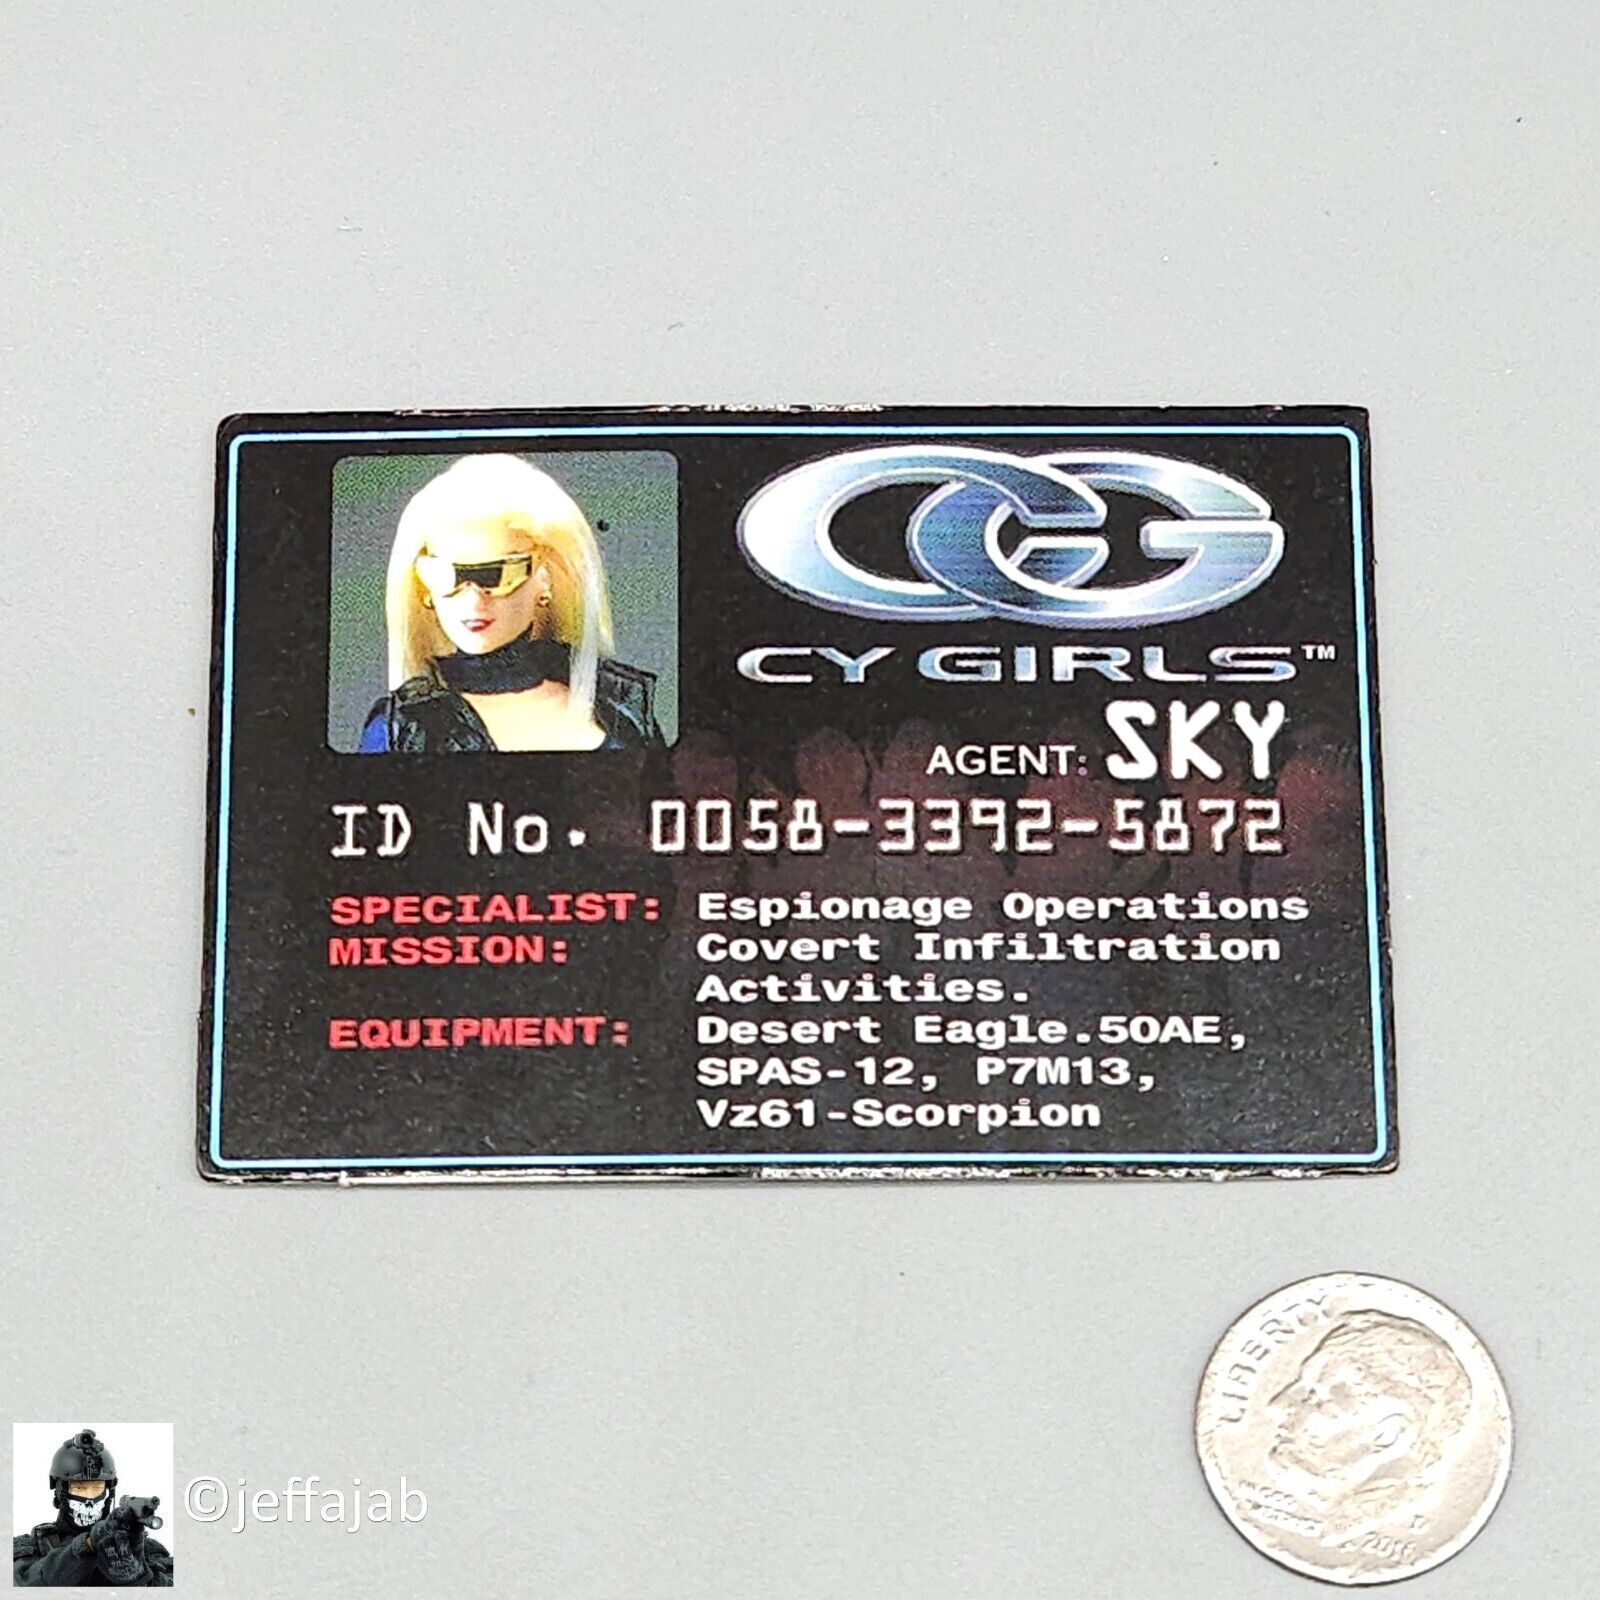 CG
CY GIRLS™
AGENT: SKY
ID No. 0058-3392-5872
SPECIALIST: Espionage Operations
MISSION: Covert Infiltration
Activities.
EQUIPMENT: Desert Eagle.50AE,
SPAS-12, P7M13,
Vz61-Scorpion
LIBERTY
©jeffajab